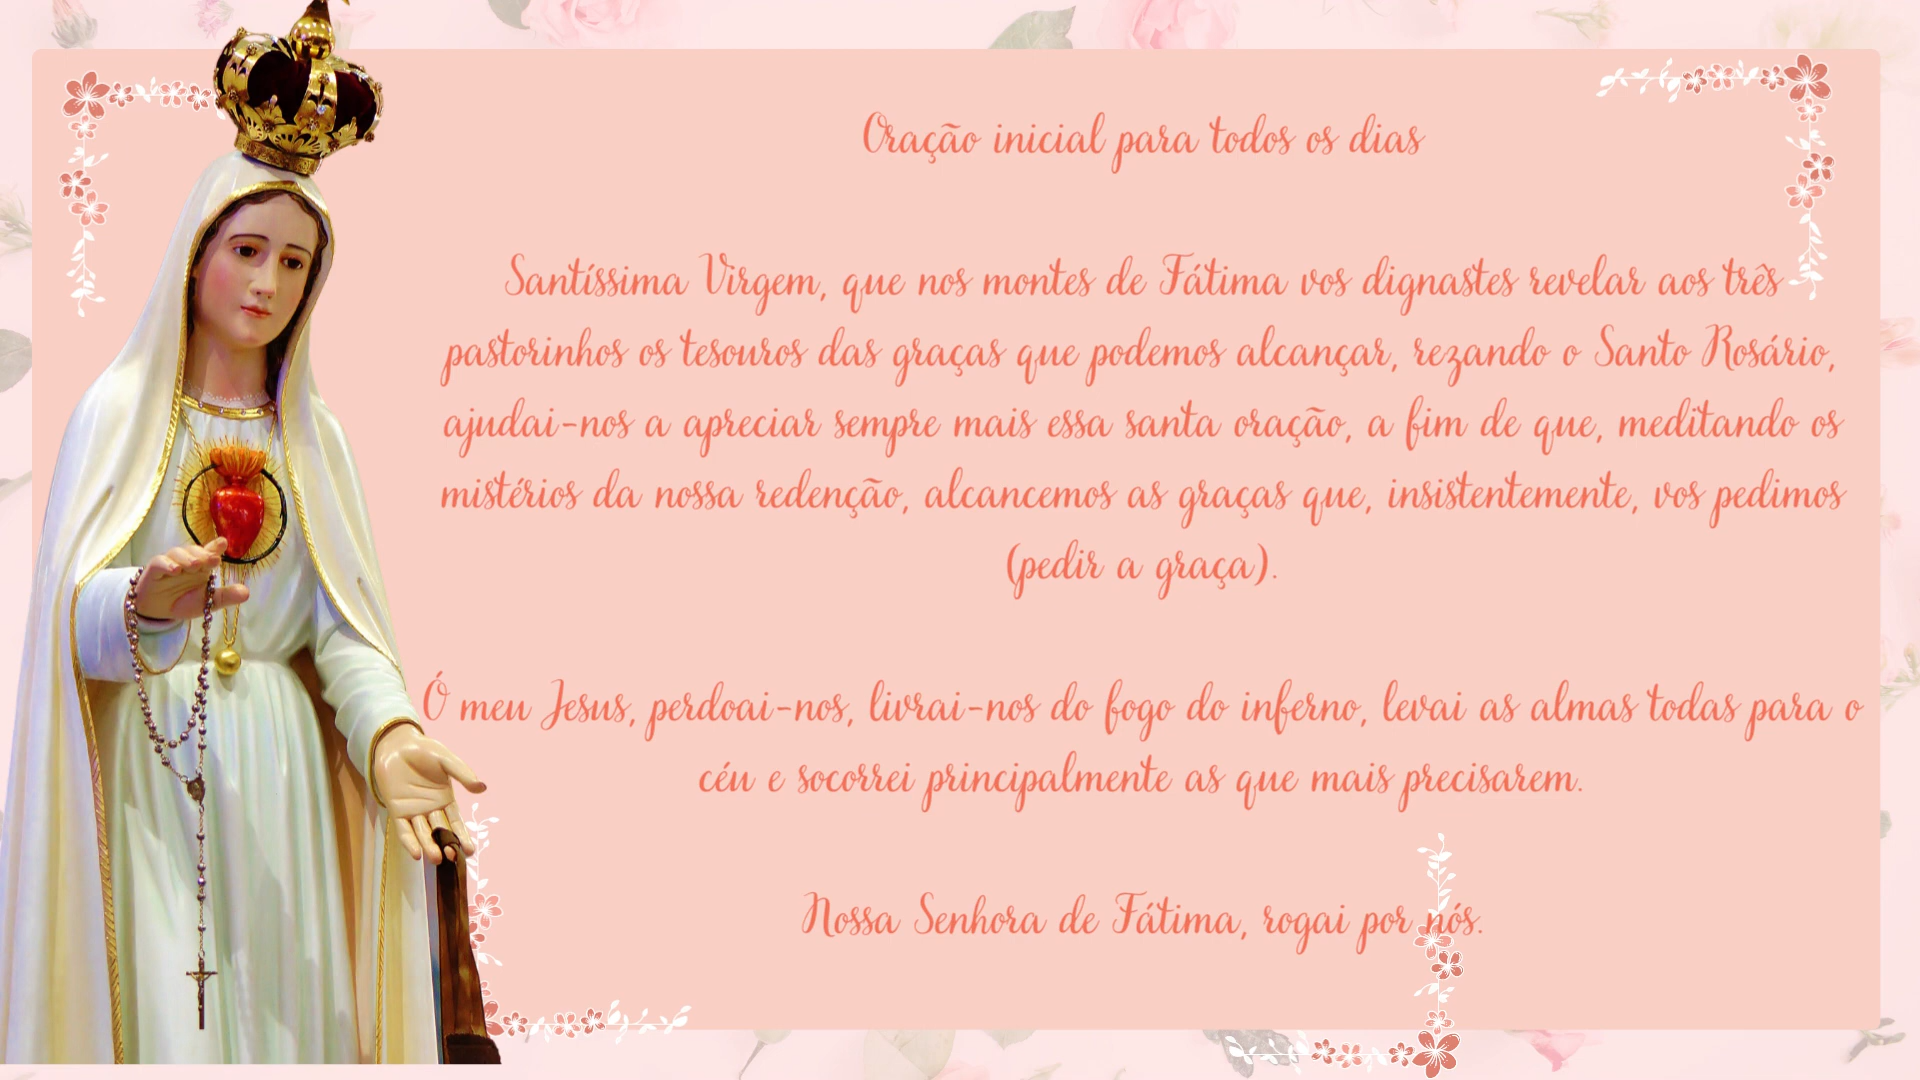 Oração inicial para todos os dias
Santíssima Virgem, que nos montes de Fátima vos dignastes revelar aos três
pastorinhos os tesouros das graças que podemos alcançar, rezando o Santo Rosário,
ajudai-nos a apreciar sempre mais essa santa oração, a fim de que, meditando os
mistérios da nossa redenção, alcancemos as graças que, insistentemente, vos pedimos
(pedir a graça).
Ó meu Jesus, perdoai-nos, livrai-nos do fogo do inferno, levai as almas todas para o
céu e socorrei principalmente as que mais precisarem.
Nossa Senhora de Fátima, rogai por nós.